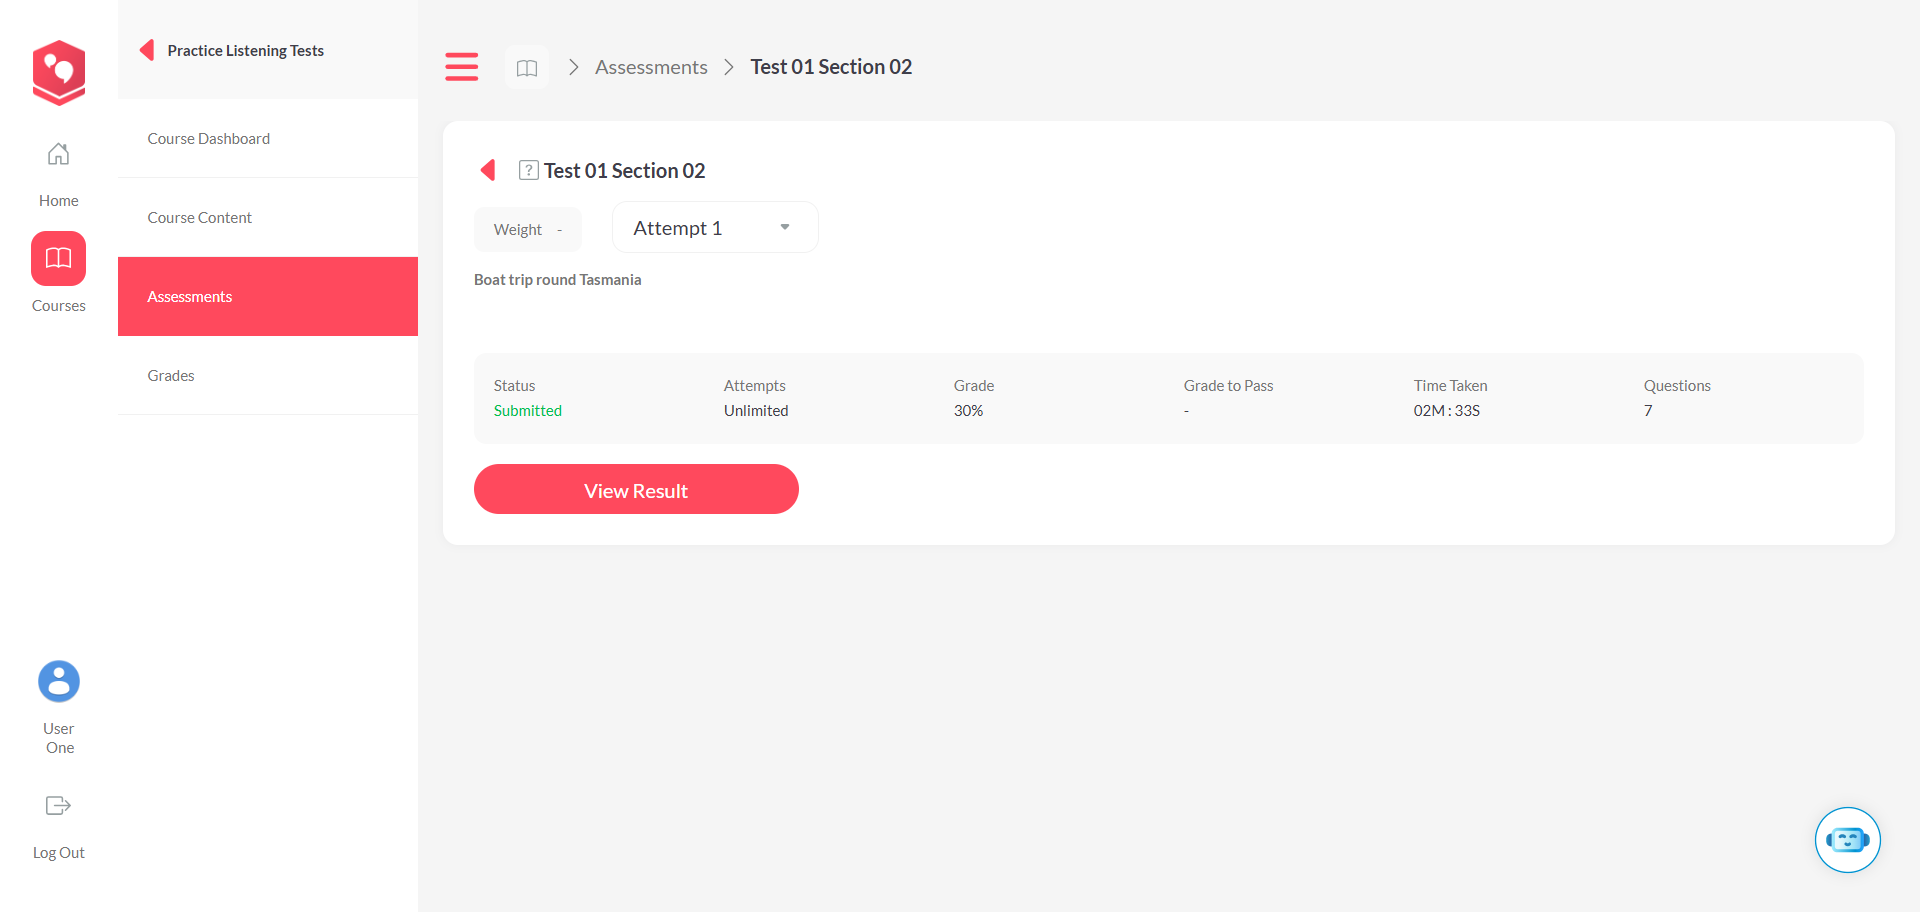 Practice Listening Tests
Home
Courses
User
One
Log Out
Course Dashboard
Course Content
Assessments
Grades
Assessments
Test 01 Section 02
? Test 01 Section 02
Weight -
Attempt 1
Boat trip round Tasmania
Status Attempts Grade Grade to Pass Time Taken Questions
Submitted Unlimited 30% - 02M : 33S 7
View Result